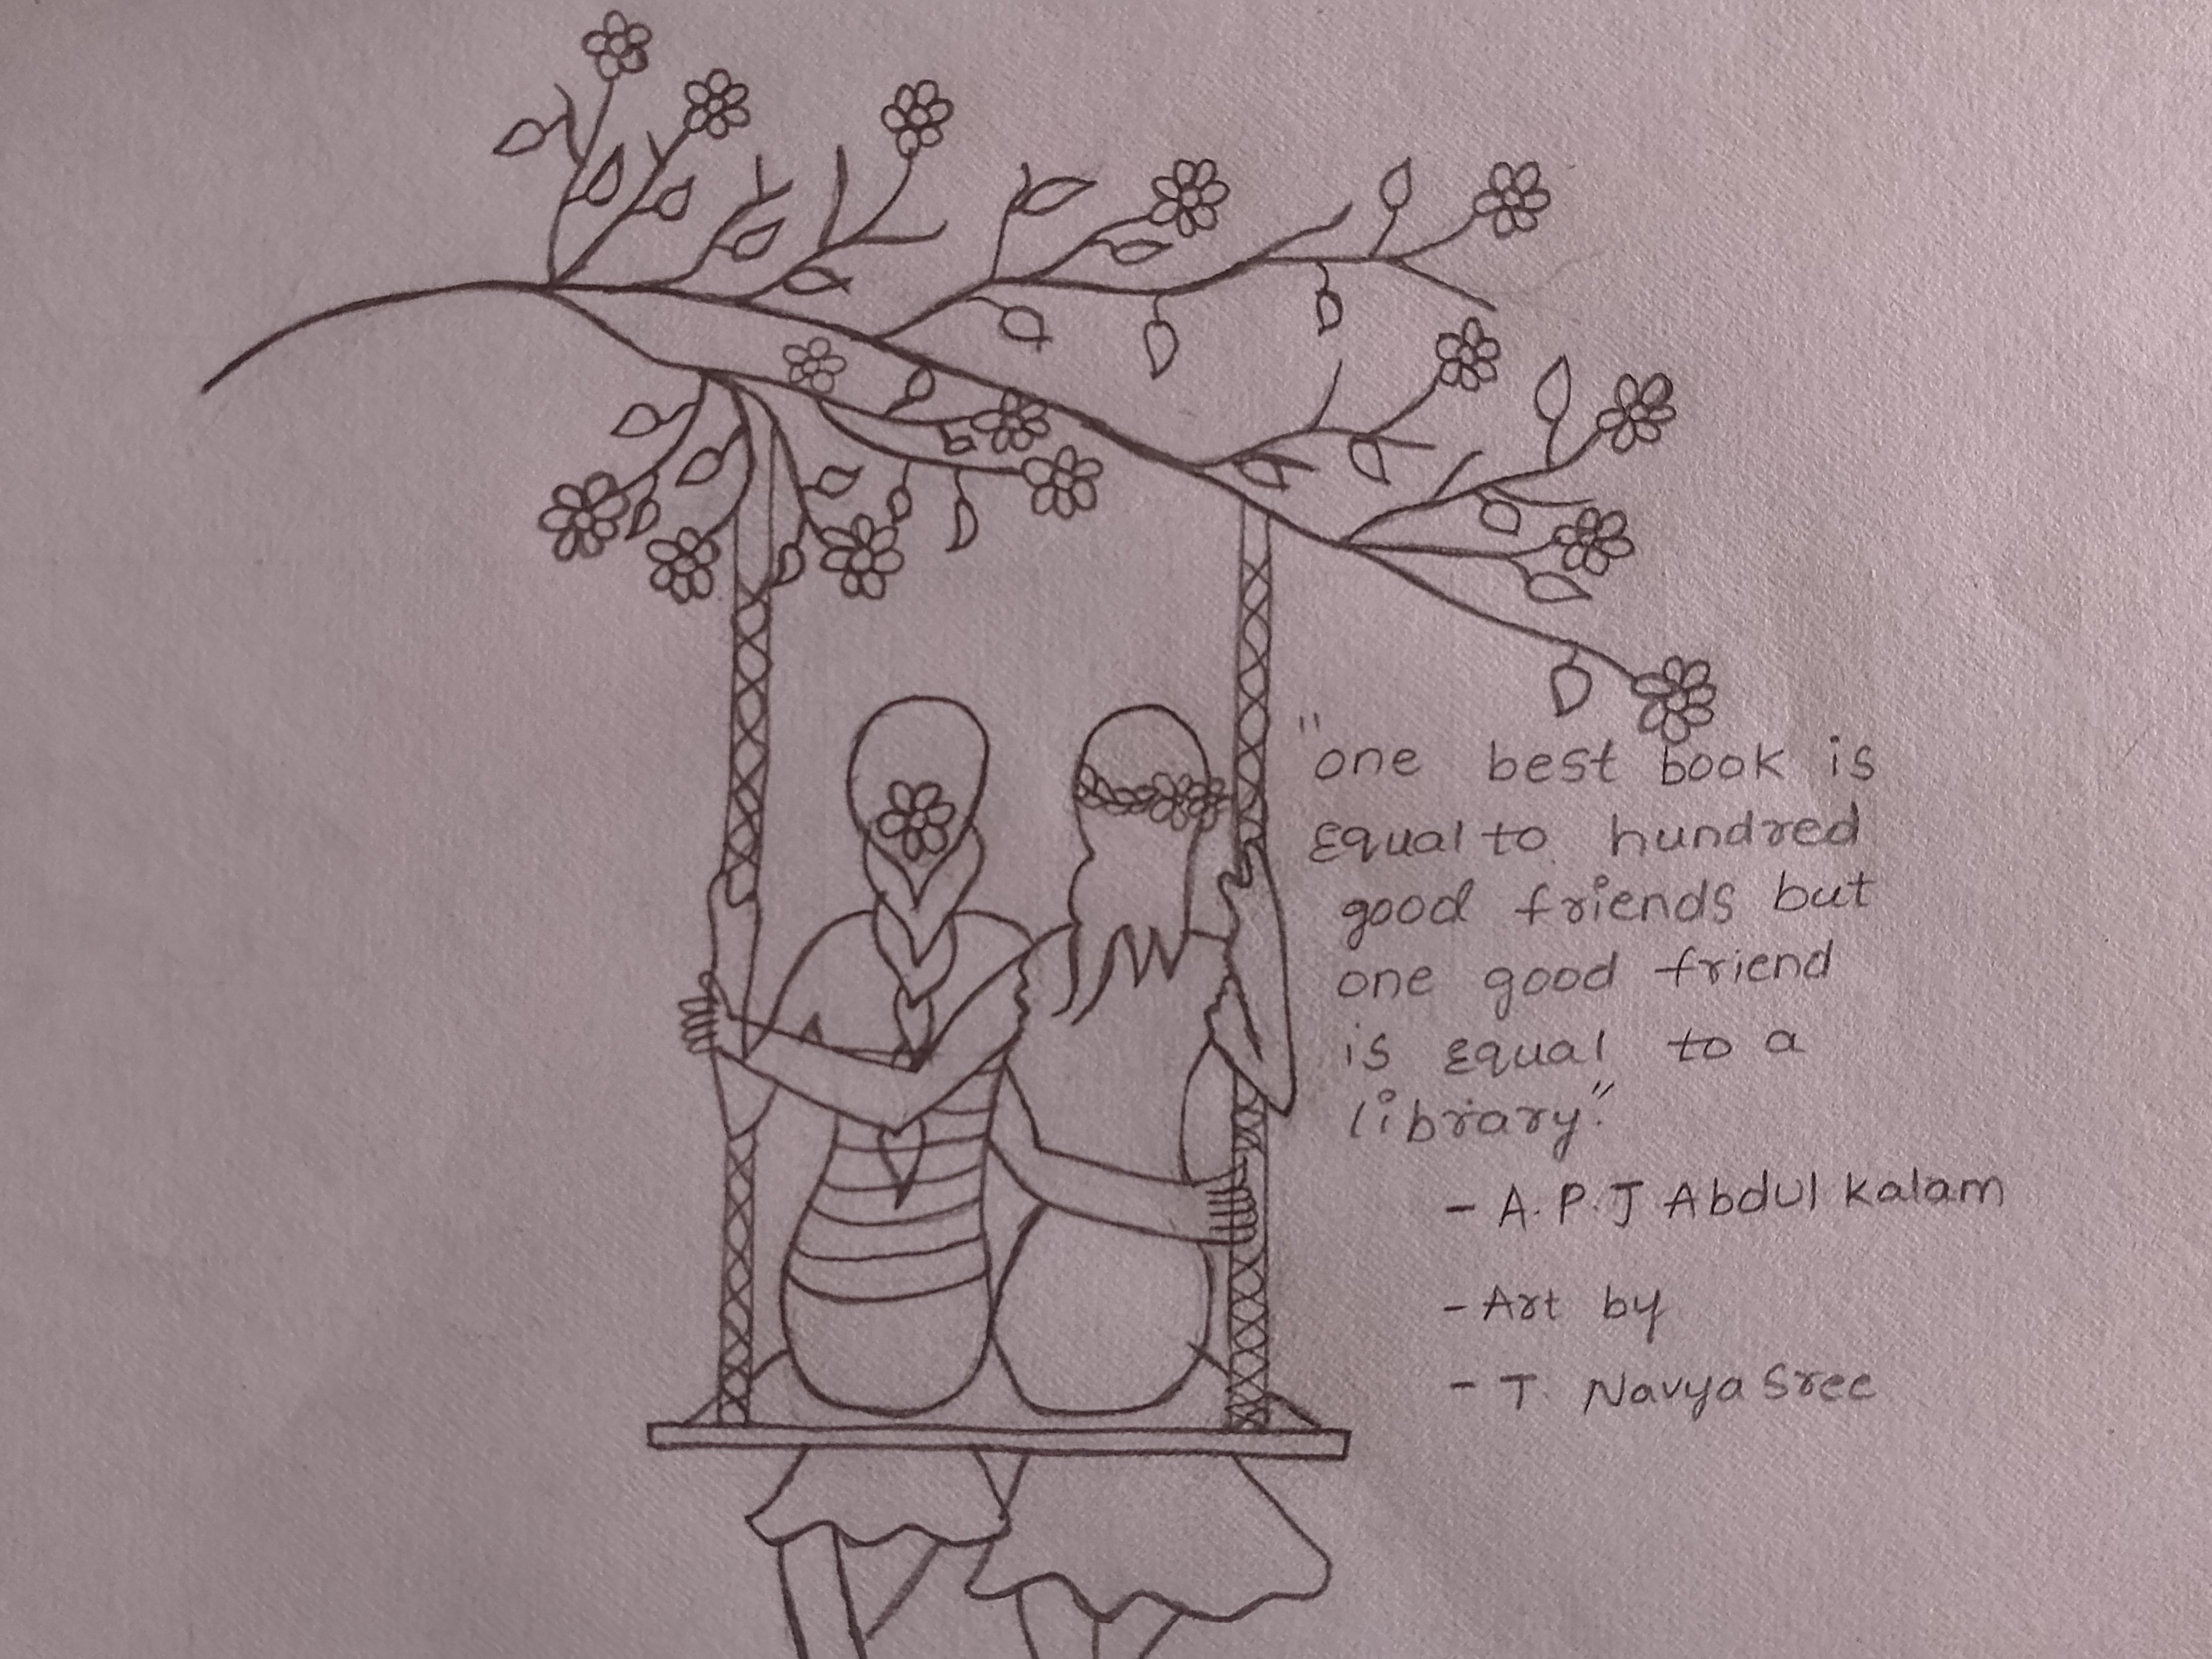 "one best book is
Equal to hundred
good friends but
one good friend
is Equal to a
library."
- A.P.J Abdul Kalam
- Art by
- T. Navya Sree